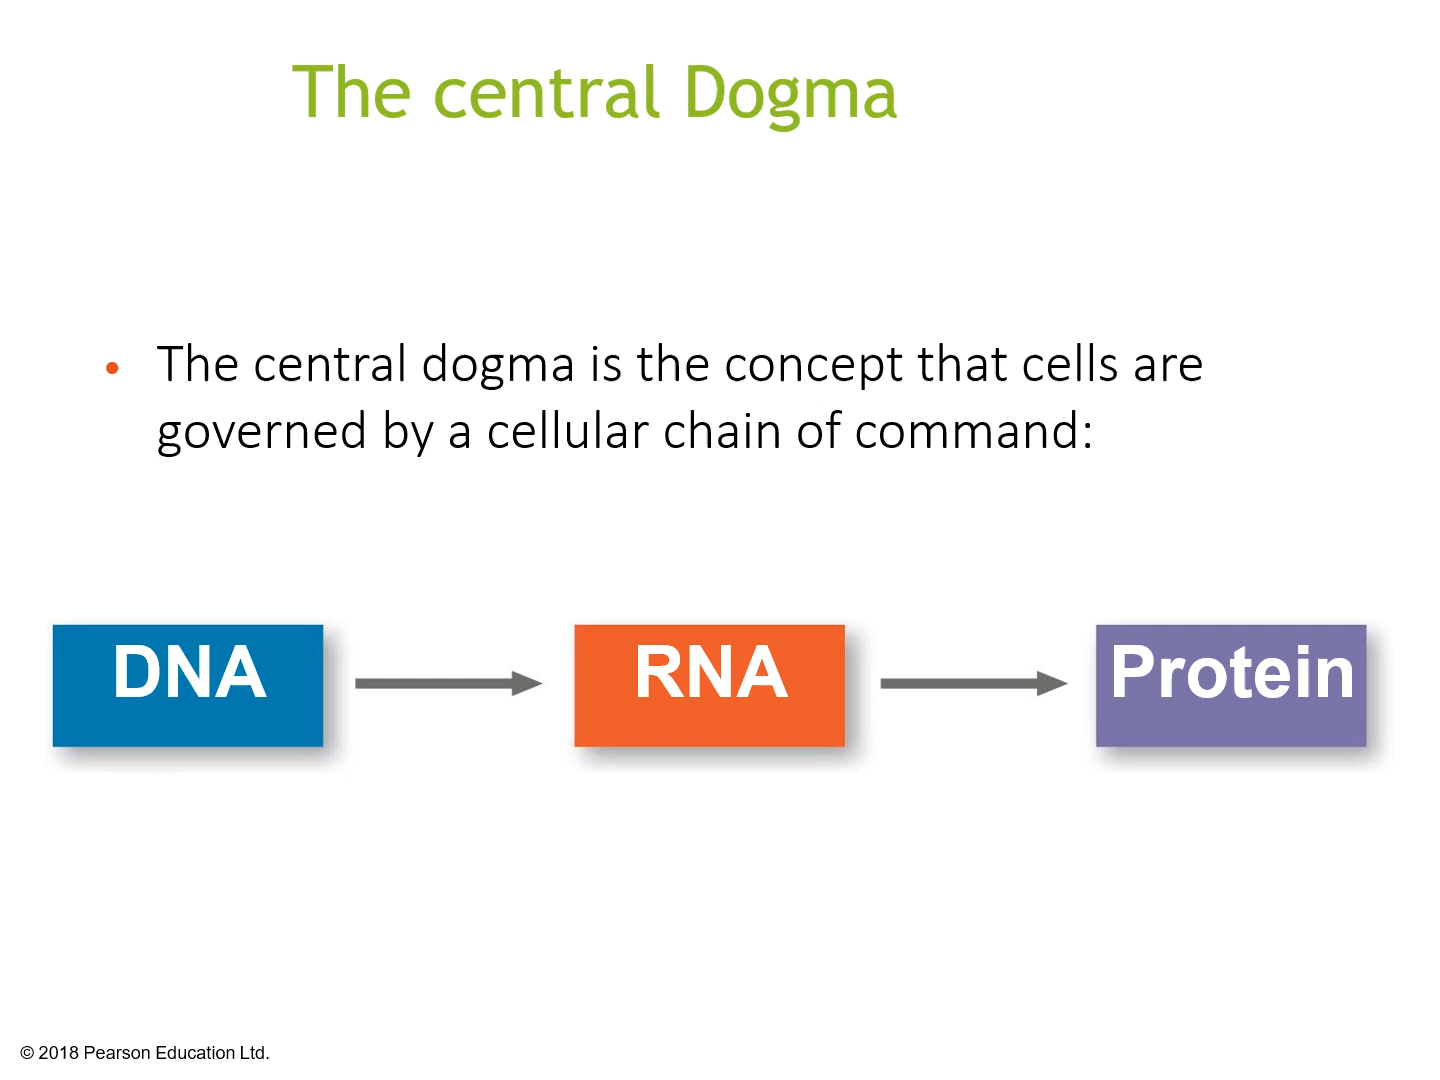 The central Dogma
• The central dogma is the concept that cells are
governed by a cellular chain of command:
DNA
RNA
Protein
© 2018 Pearson Education Ltd.